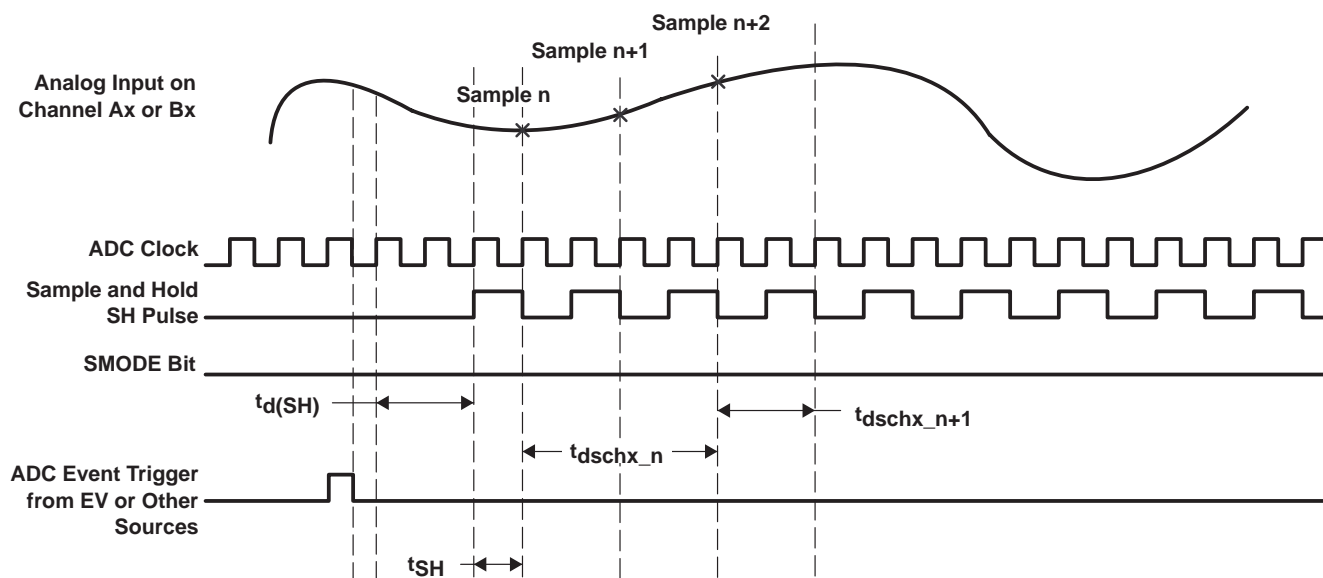 Sample n+2
Sample n+1
Analog Input on
Channel Ax or Bx
Sample n
ADC Clock
Sample and Hold
SH Pulse
SMODE Bit
td(SH)
tdschx_n+1
tdschx_n
ADC Event Trigger
from EV or Other
Sources
tSH